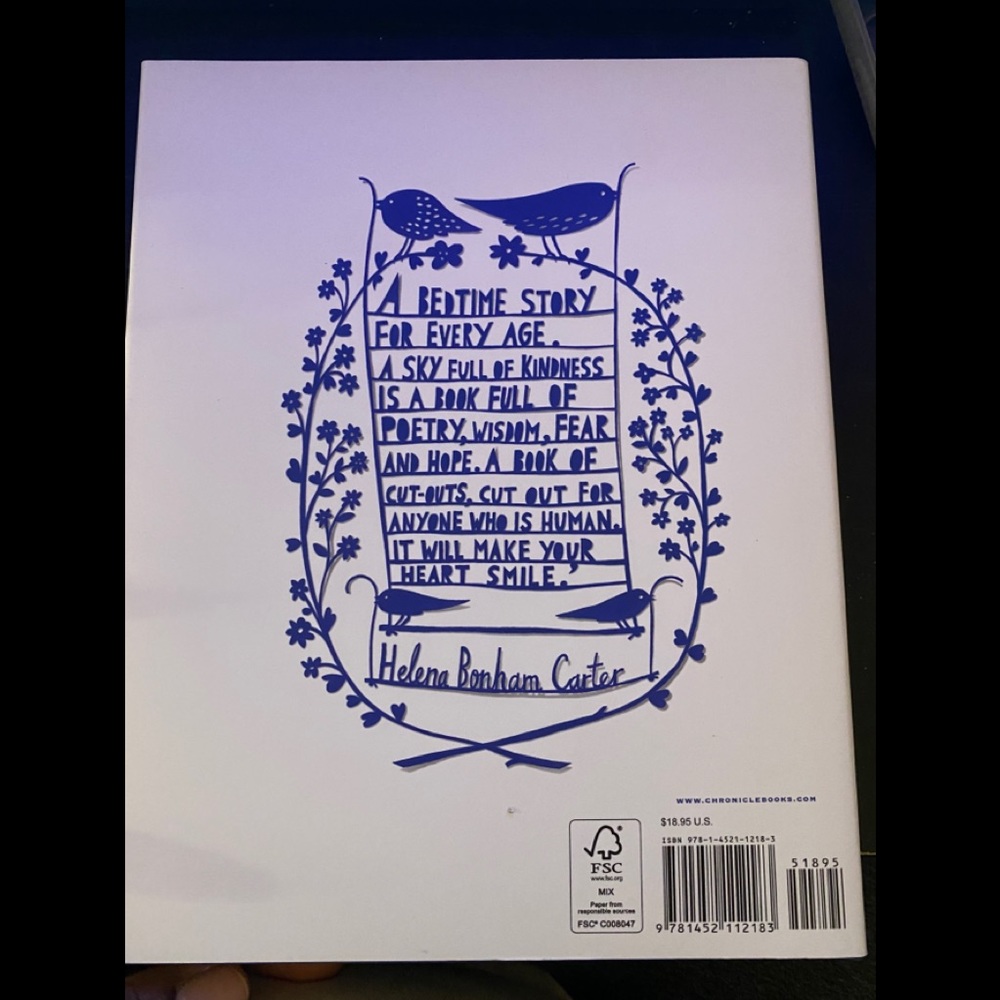 A BEDTIME STORY
FOR EVERY AGE.
A SKY FULL OF KINDNESS
IS A BOOK FULL OF
POETRY, WISDOM, FEAR
AND HOPE. A BOOK OF
CUT-OUTS, CUT OUT FOR
ANYONE WHO IS HUMAN.
IT WILL MAKE YOUR
HEART SMILE.'
Helena Bonham Carter
WWW.CHRONICLEBOOKS.COM
$18.95 U.S.
ISBN 978-1-4521-1218-3
51895
9 781452 112183
FSC
www.fsc.org
MIX
Paper from
responsible sources
FSC® C008047